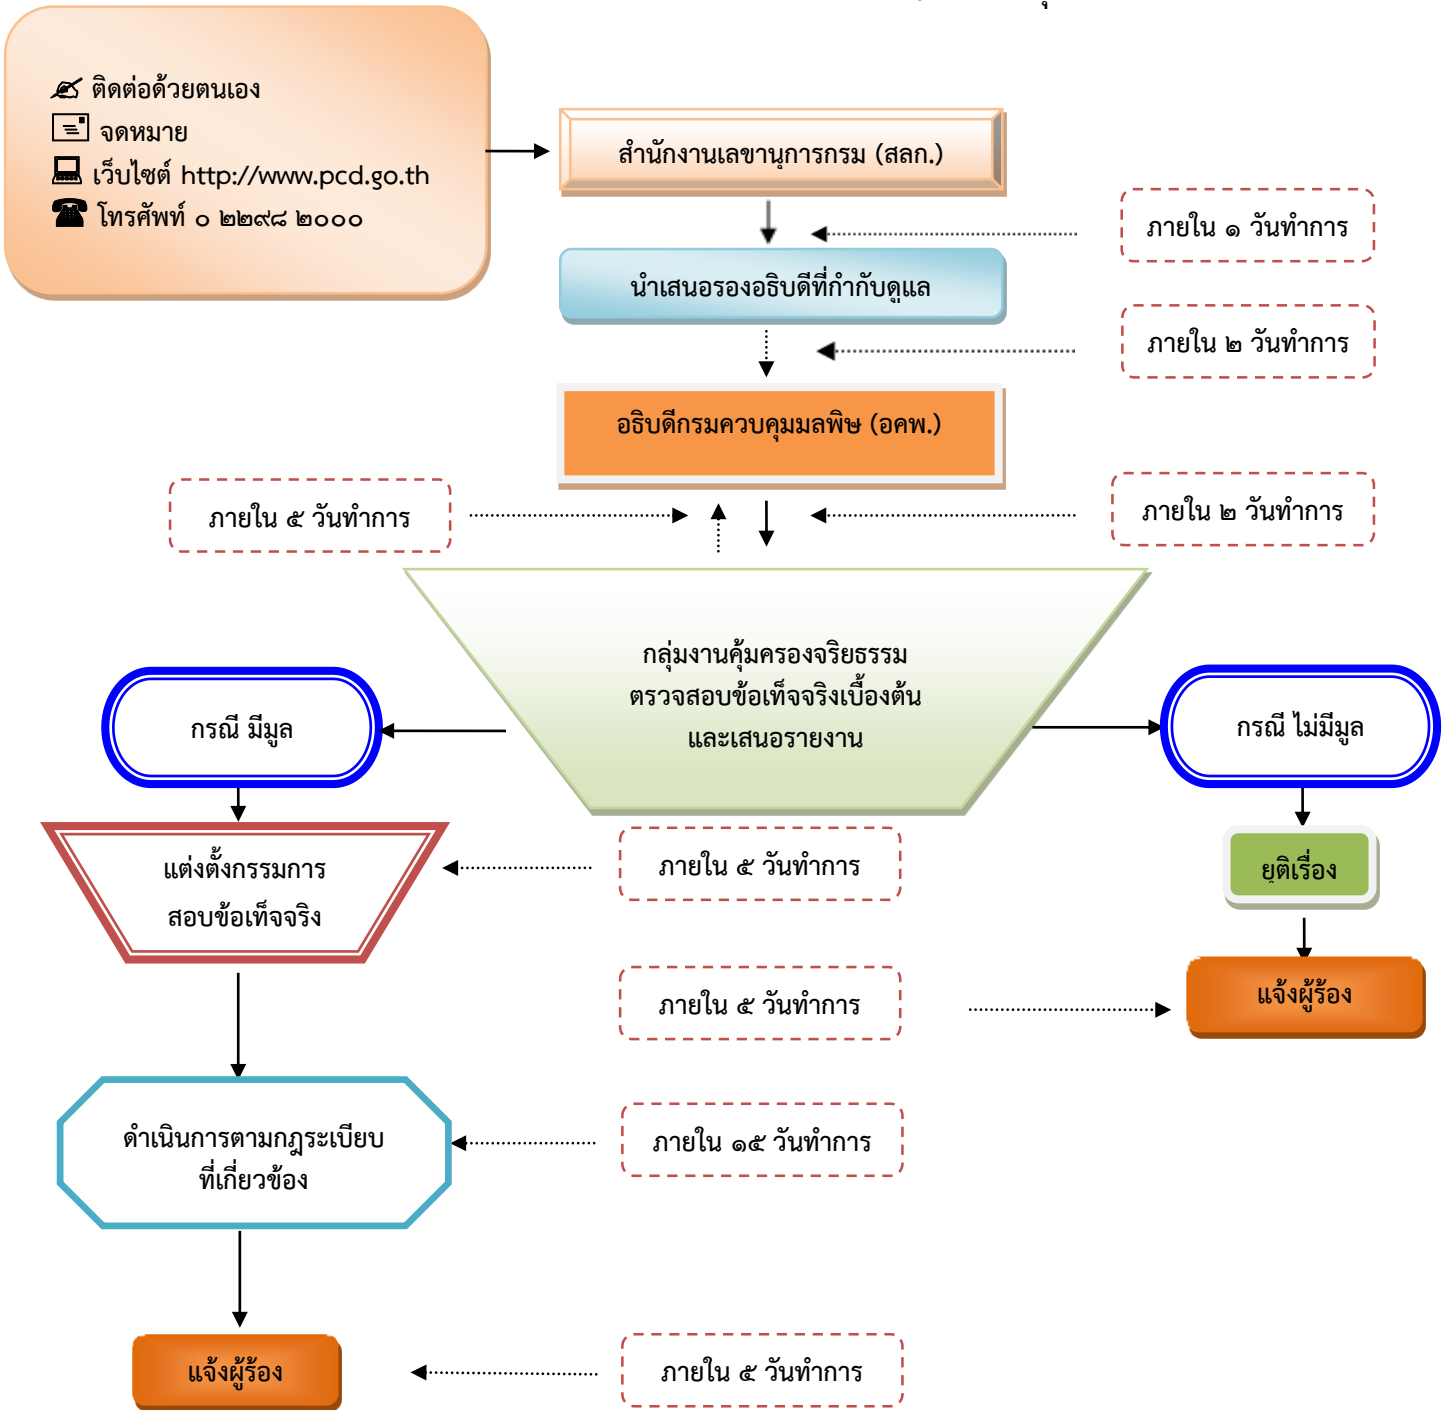 ติดต่อด้วยตนเอง
จดหมาย
เว็บไซต์ http://www.pcd.go.th
โทรศัพท์ ๐ ๒๒๙๘ ๒๐๐๐
สำนักงานเลขานุการกรม (สลก.)
ภายใน ๑ วันทำการ
นำเสนอรองอธิบดีที่กำกับดูแล
ภายใน ๒ วันทำการ
อธิบดีกรมควบคุมมลพิษ (อคพ.)
ภายใน ๕ วันทำการ
ภายใน ๒ วันทำการ
กลุ่มงานคุ้มครองจริยธรรม
ตรวจสอบข้อเท็จจริงเบื้องต้น
และเสนอรายงาน
กรณี มีมูล
กรณี ไม่มีมูล
แต่งตั้งกรรมการ
สอบข้อเท็จจริง
ภายใน ๕ วันทำการ
ยุติเรื่อง
ภายใน ๕ วันทำการ
แจ้งผู้ร้อง
ดำเนินการตามกฎระเบียบ
ที่เกี่ยวข้อง
ภายใน ๑๕ วันทำการ
แจ้งผู้ร้อง
ภายใน ๕ วันทำการ